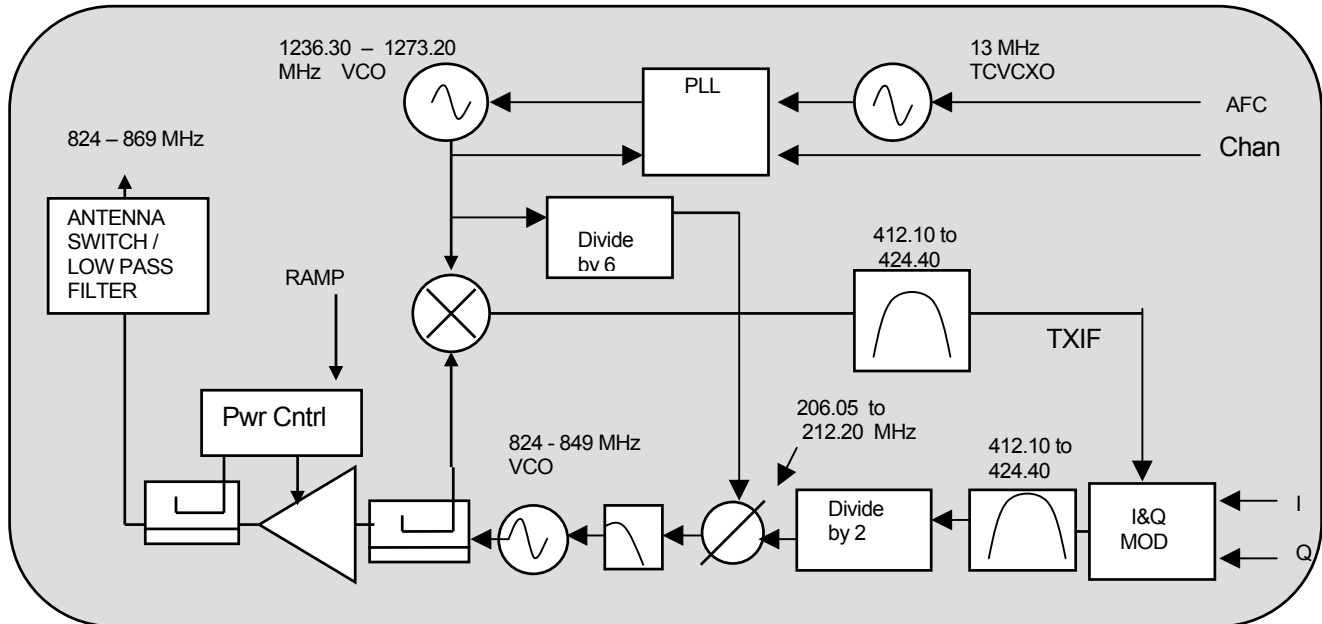 1236.30 – 1273.20
MHz VCO
13 MHz
TCVCXO
PLL
AFC
Chan
824 – 869 MHz
ANTENNA
SWITCH /
LOW PASS
FILTER
Divide
by 6
412.10 to
424.40
RAMP
TXIF
Pwr Cntrl
206.05 to
212.20 MHz
824 - 849 MHz
VCO
412.10 to
424.40
Divide
by 2
I&Q
MOD
I
Q